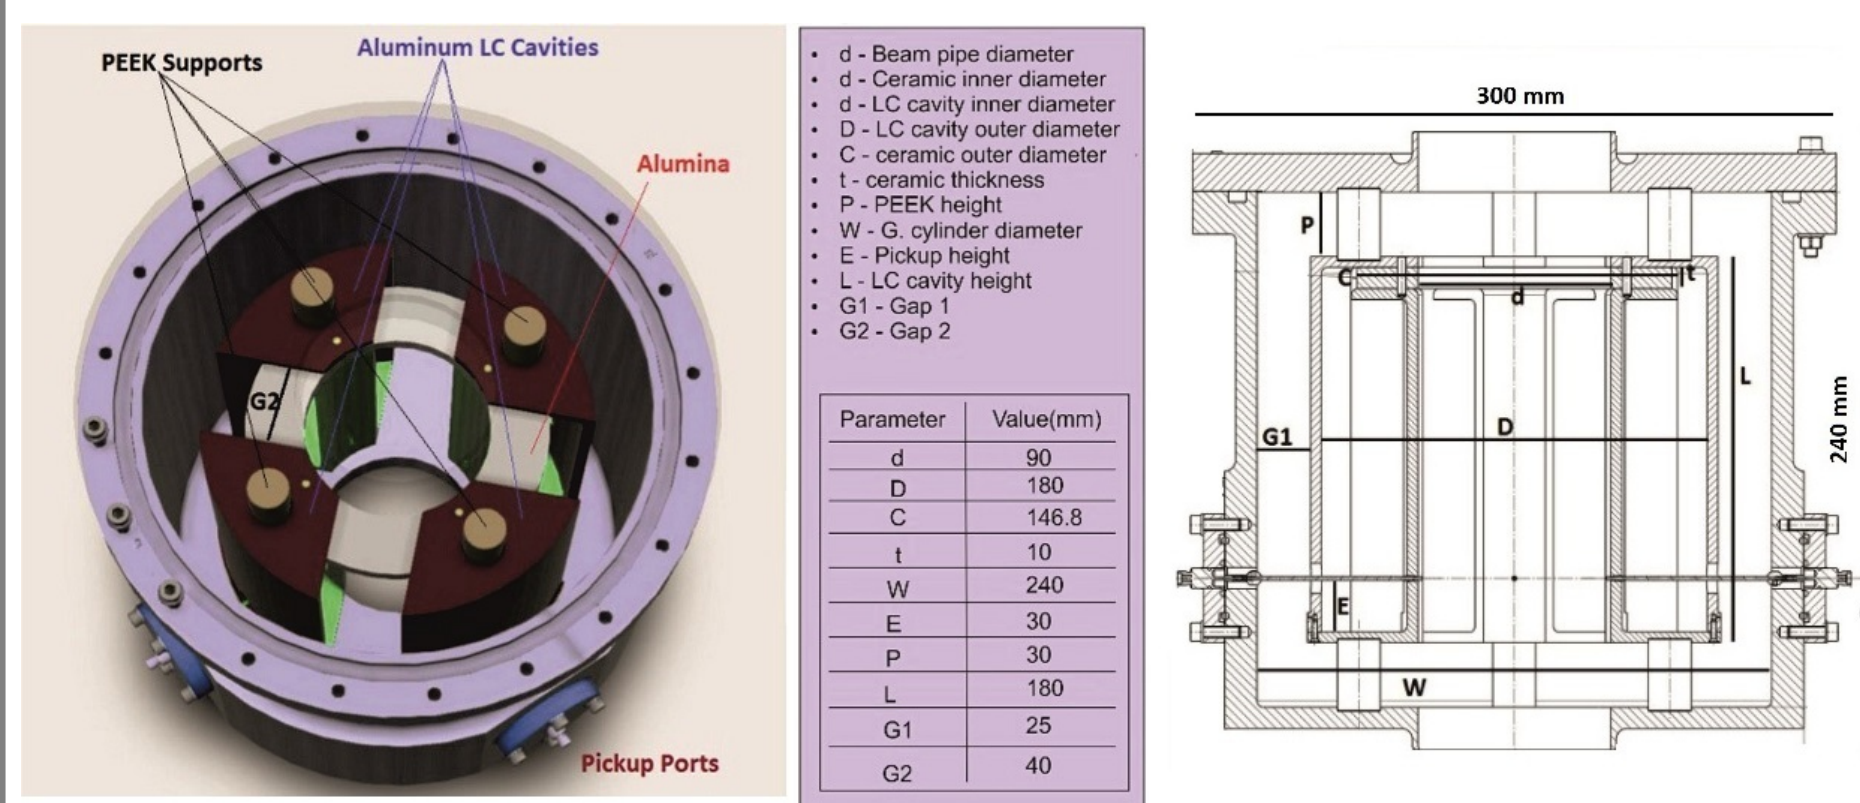 PEEK Supports
Aluminum LC Cavities
Alumina
G2
Pickup Ports
• d - Beam pipe diameter
• d - Ceramic inner diameter
• d - LC cavity inner diameter
• D - LC cavity outer diameter
• C - ceramic outer diameter
• t - ceramic thickness
• P - PEEK height
• W - G. cylinder diameter
• E - Pickup height
• L - LC cavity height
• G1 - Gap 1
• G2 - Gap 2
Parameter Value(mm)
d 90
D 180
C 146.8
t 10
W 240
E 30
P 30
L 180
G1 25
G2 40
300 mm
P
C
t
d
L
240 mm
G1
D
E
W